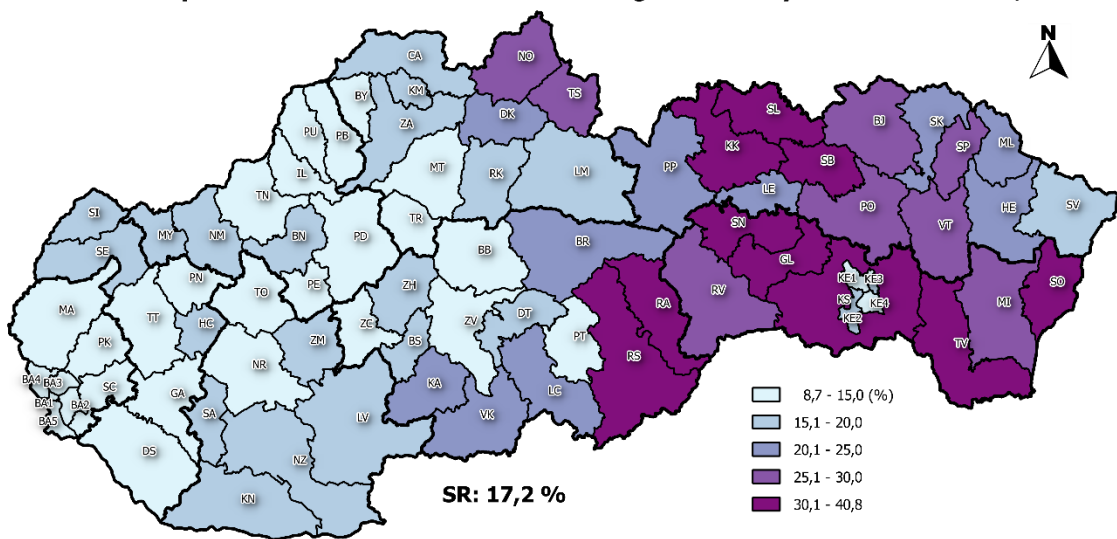 N
CA
NO
BY
KM
TS
SL
PU
PB
ZA
DK
BJ
SK
KK
SP
ML
MT
PP
SB
IL
RK
LM
LE
TN
TR
PO
HE
SV
SI
MY
NM
BN
PD
BB
BR
SN
VT
SE
GL
PN
TO
PE
ZH
RV
KE1
KE3
SO
MA
TT
HC
ZC
ZV
DT
PT
RA
KS
KE4
MI
PK
ZM
BS
RS
KE2
TV
BA4
BA3
SC
GA
NR
KA
LC
BA1
BA2
SA
LV
VK
BA5
DS
NZ
KN
SR: 17,2 %
8,7 - 15,0 (%)
15,1 - 20,0
20,1 - 25,0
25,1 - 30,0
30,1 - 40,8